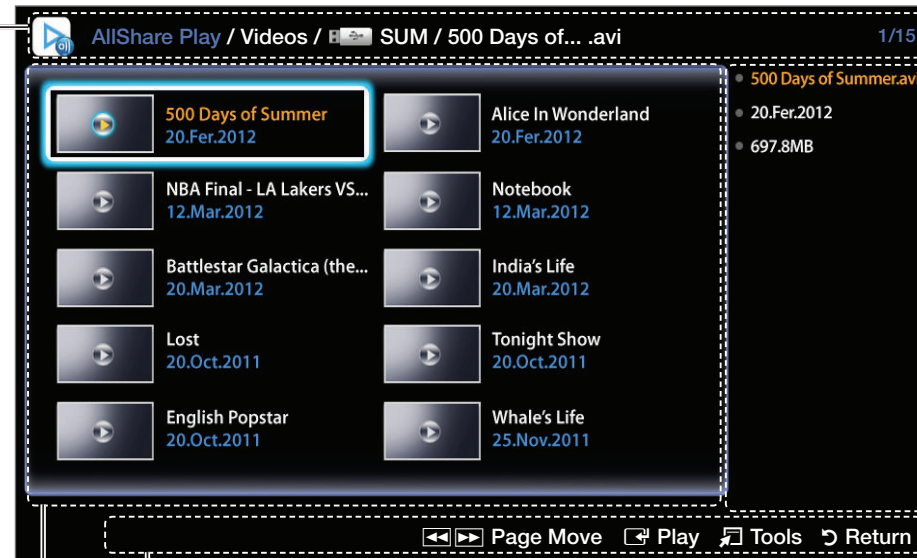 AllShare Play / Videos / SUM / 500 Days of... .avi 1/15
500 Days of Summer
20.Fer.2012
Alice In Wonderland
20.Fer.2012
NBA Final - LA Lakers VS...
12.Mar.2012
Notebook
12.Mar.2012
Battlestar Galactica (the...
20.Mar.2012
India's Life
20.Mar.2012
Lost
20.Oct.2011
Tonight Show
20.Oct.2011
English Popstar
20.Oct.2011
Whale's Life
25.Nov.2011
500 Days of Summer.avi
20.Fer.2012
697.8MB
Page Move Play Tools Return